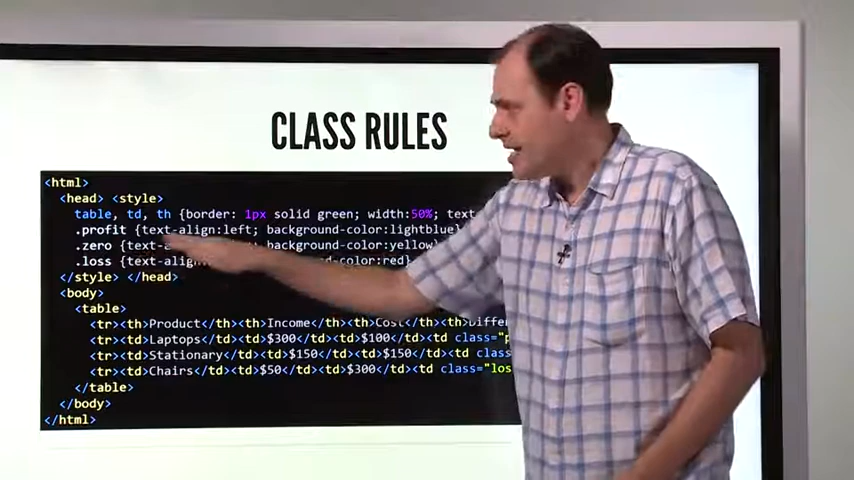 CLASS RULES
<html>
<head> <style>
table, td, th {border: 1px solid green; width:50%; text
.profit {text-align:left; background-color:lightblue}
.zero {text- background-color:yellow}
.loss {text-align: -color:red}
</style> </head>
<body>
<table>
<tr><th>Product</th><th>Income</th><th>Cost</th><th>Differ
<tr><td>Laptops</td><td>$300</td><td>$100</td><td class="p
<tr><td>Stationary</td><td>$150</td><td>$150</td><td class
<tr><td>Chairs</td><td>$50</td><td>$300</td><td class="los
</table>
</body>
</html>